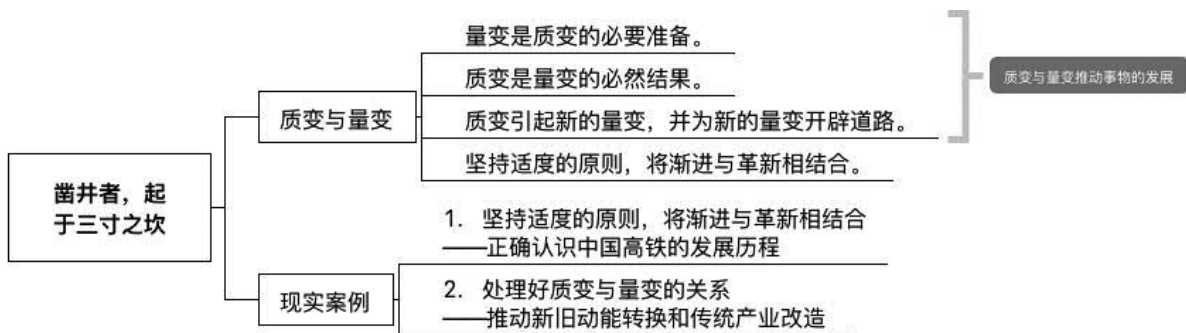 量变是质变的必要准备。
质变是量变的必然结果。
质变与量变推动事物的发展
质变与量变
质变引起新的量变，并为新的量变开辟道路。
坚持适度的原则，将渐进与革新相结合。
凿井者，起
于三寸之坎
1. 坚持适度的原则，将渐进与革新相结合
——正确认识中国高铁的发展历程
现实案例
2. 处理好质变与量变的关系
——推动新旧动能转换和传统产业改造